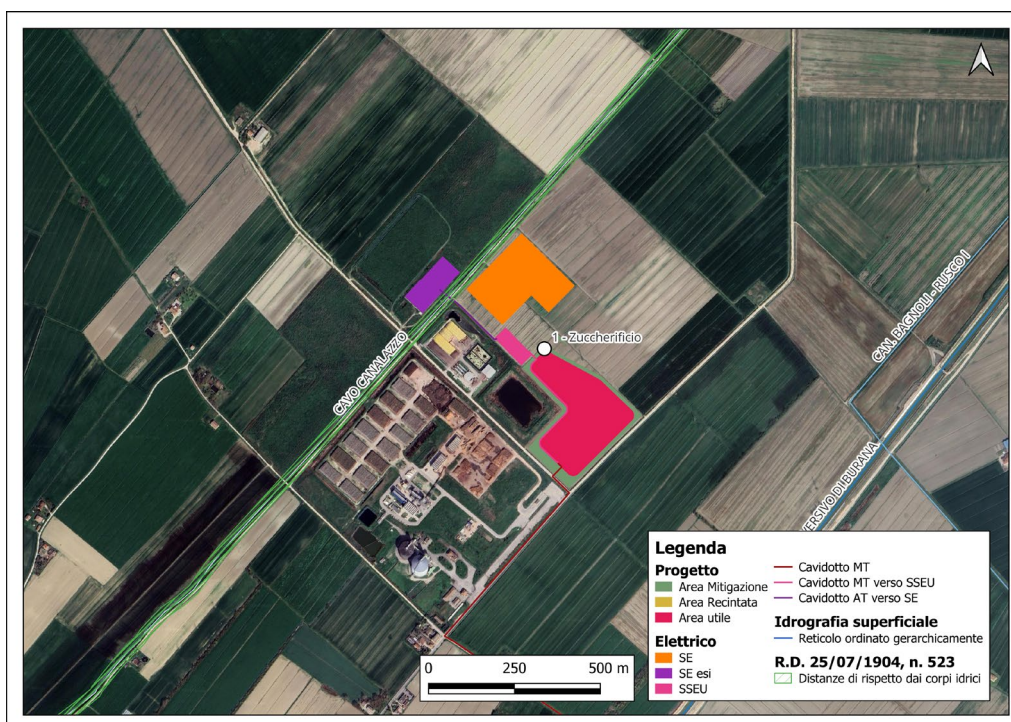 1 - Zuccherificio
CAVO CANALAZZO
CAN. BAGNOLI - RUSCO I
VERSIVO DI BURANA
0 250 500 m
Legenda
Progetto
Area Mitigazione
Area Recintata
Area utile
Elettrico
SE
SE esi
SSEU
Cavidotto MT
Cavidotto MT verso SSEU
Cavidotto AT verso SE
Idrografia superficiale
Reticolo ordinato gerarchicamente
R.D. 25/07/1904, n. 523
Distanze di rispetto dai corpi idrici